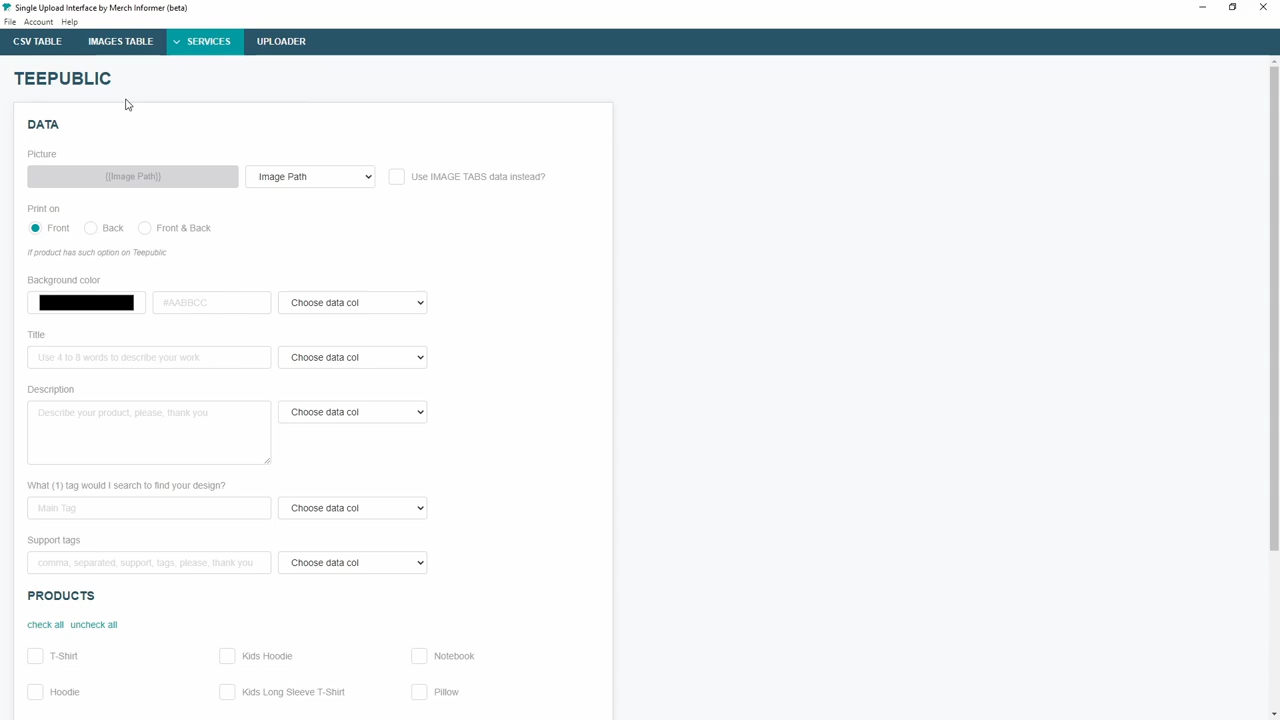 Single Upload Interface by Merch Informer (beta)
File Account Help
CSV TABLE IMAGES TABLE SERVICES UPLOADER
TEEPUBLIC
DATA
Picture
{{Image Path}} Image Path Use IMAGE TABS data instead?
Print on
Front Back Front & Back
If product has such option on Teepublic
Background color
#AABBCC Choose data col
Title
Use 4 to 8 words to describe your work Choose data col
Description
Describe your product, please, thank you Choose data col
What (1) tag would I search to find your design?
Main Tag Choose data col
Support tags
comma, separated, support, tags, please, thank you Choose data col
PRODUCTS
check all uncheck all
T-Shirt Kids Hoodie Notebook
Hoodie Kids Long Sleeve T-Shirt Pillow